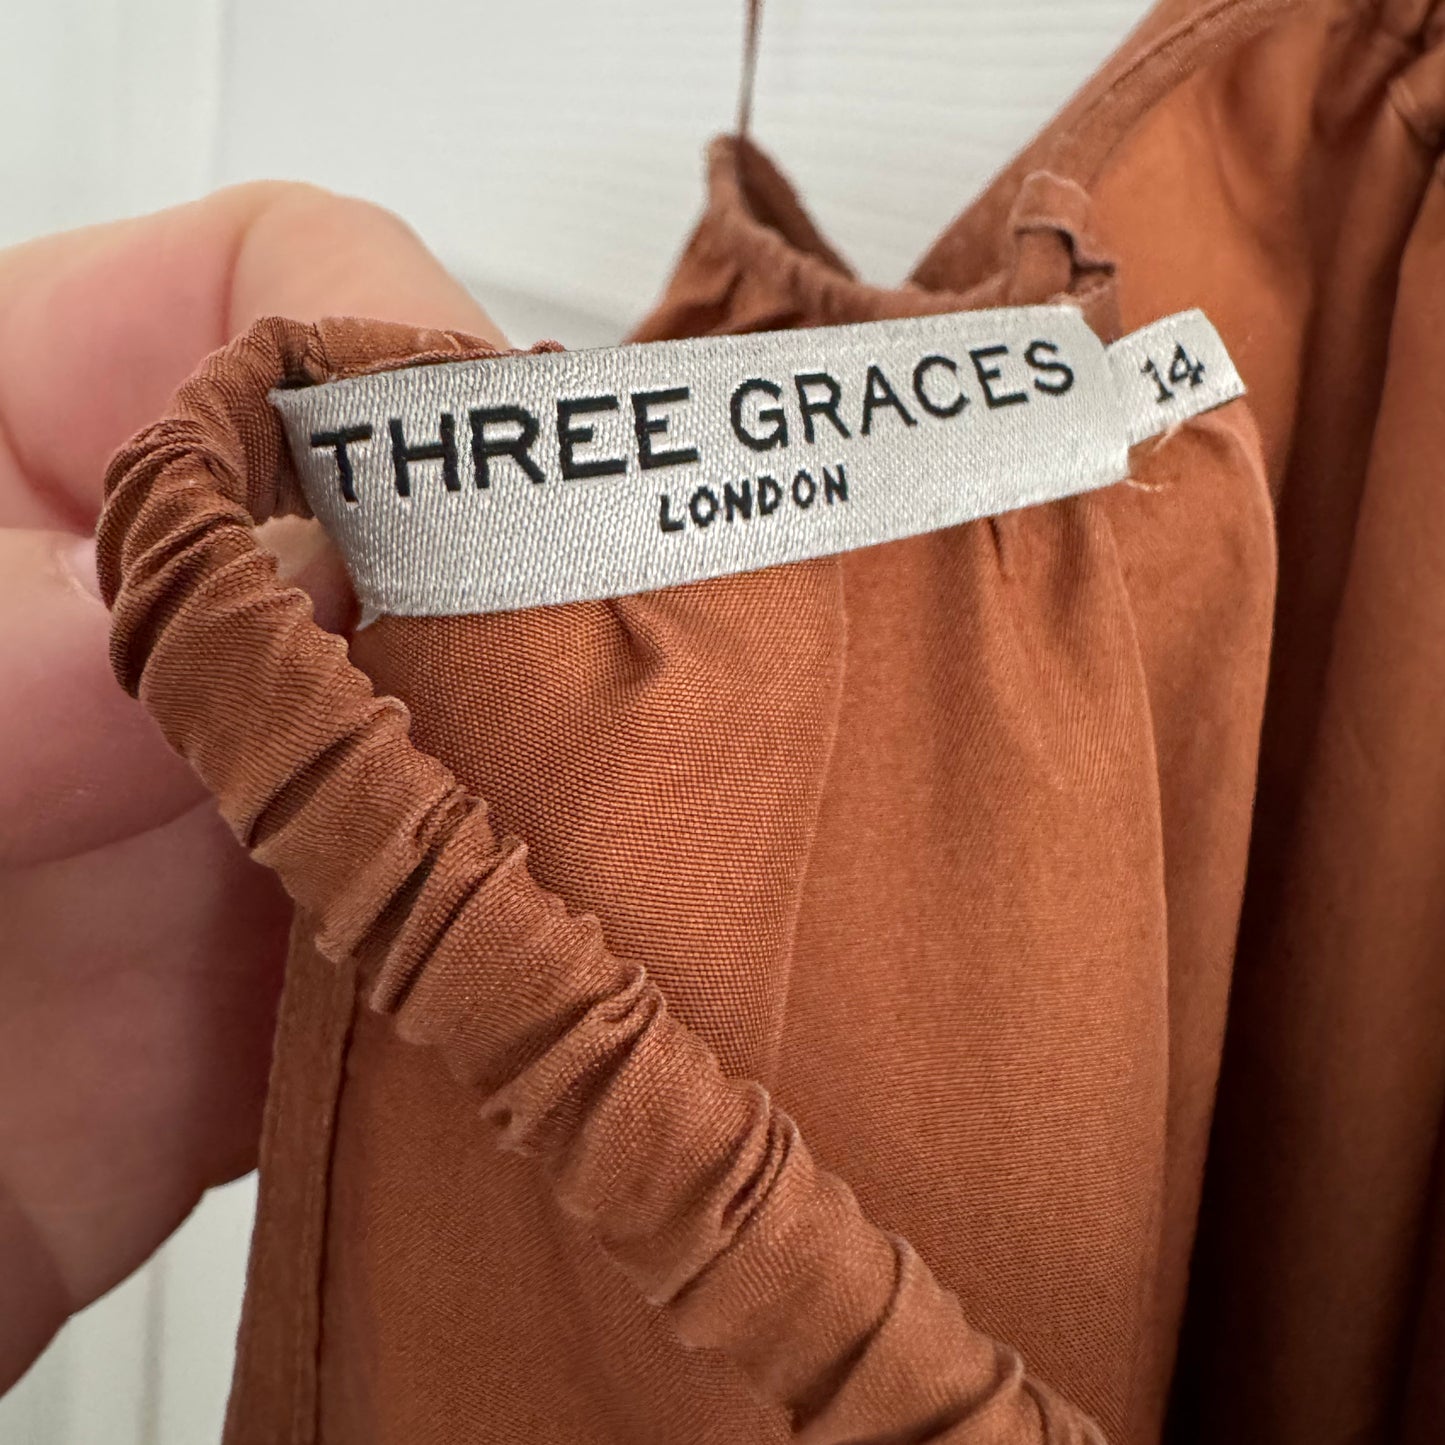 THREE GRACES
LONDON
14